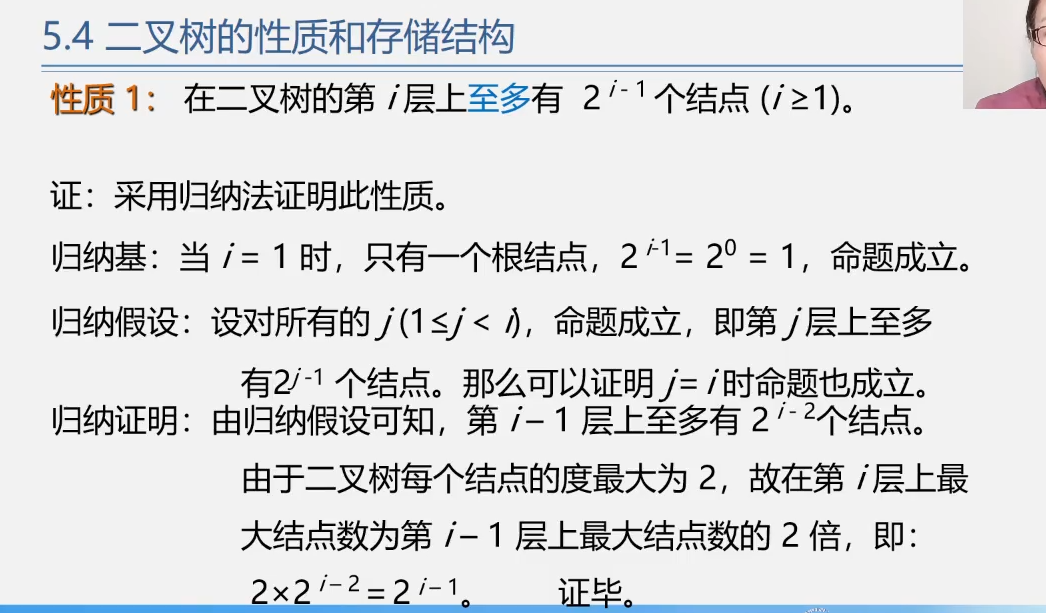 5.4 二叉树的性质和存储结构
性质 1： 在二叉树的第 i 层上至多有 2^(i-1) 个结点 (i ≥1)。
证：采用归纳法证明此性质。
归纳基：当 i = 1 时，只有一个根结点，2^(i-1) = 2^0 = 1，命题成立。
归纳假设：设对所有的 j (1≤j < i)，命题成立，即第 j 层上至多
有2^(j-1) 个结点。那么可以证明 j = i 时命题也成立。
归纳证明：由归纳假设可知，第 i – 1 层上至多有 2^(i-2)个结点。
由于二叉树每个结点的度最大为 2，故在第 i 层上最
大结点数为第 i – 1 层上最大结点数的 2 倍，即：
2×2^(i–2) = 2^(i–1)。 证毕。